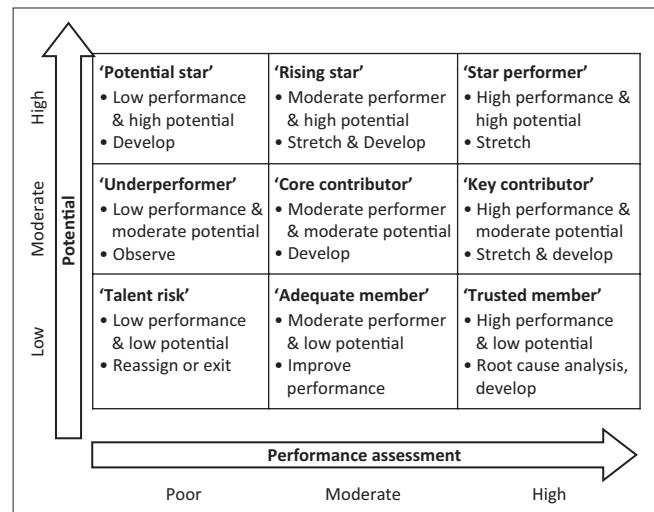 High
Moderate
Low
Potential
‘Potential star’
• Low performance
& high potential
• Develop
‘Rising star’
• Moderate performer
& high potential
• Stretch & Develop
‘Star performer’
• High performance &
high potential
• Stretch
‘Underperformer’
• Low performance &
moderate potential
• Observe
‘Core contributor’
• Moderate performer
& moderate potential
• Develop
‘Key contributor’
• High performance &
moderate potential
• Stretch & develop
‘Talent risk’
• Low performance
& low potential
• Reassign or exit
‘Adequate member’
• Moderate performer
& low potential
• Improve
performance
‘Trusted member’
• High performance
& low potential
• Root cause analysis,
develop
Performance assessment
Poor
Moderate
High